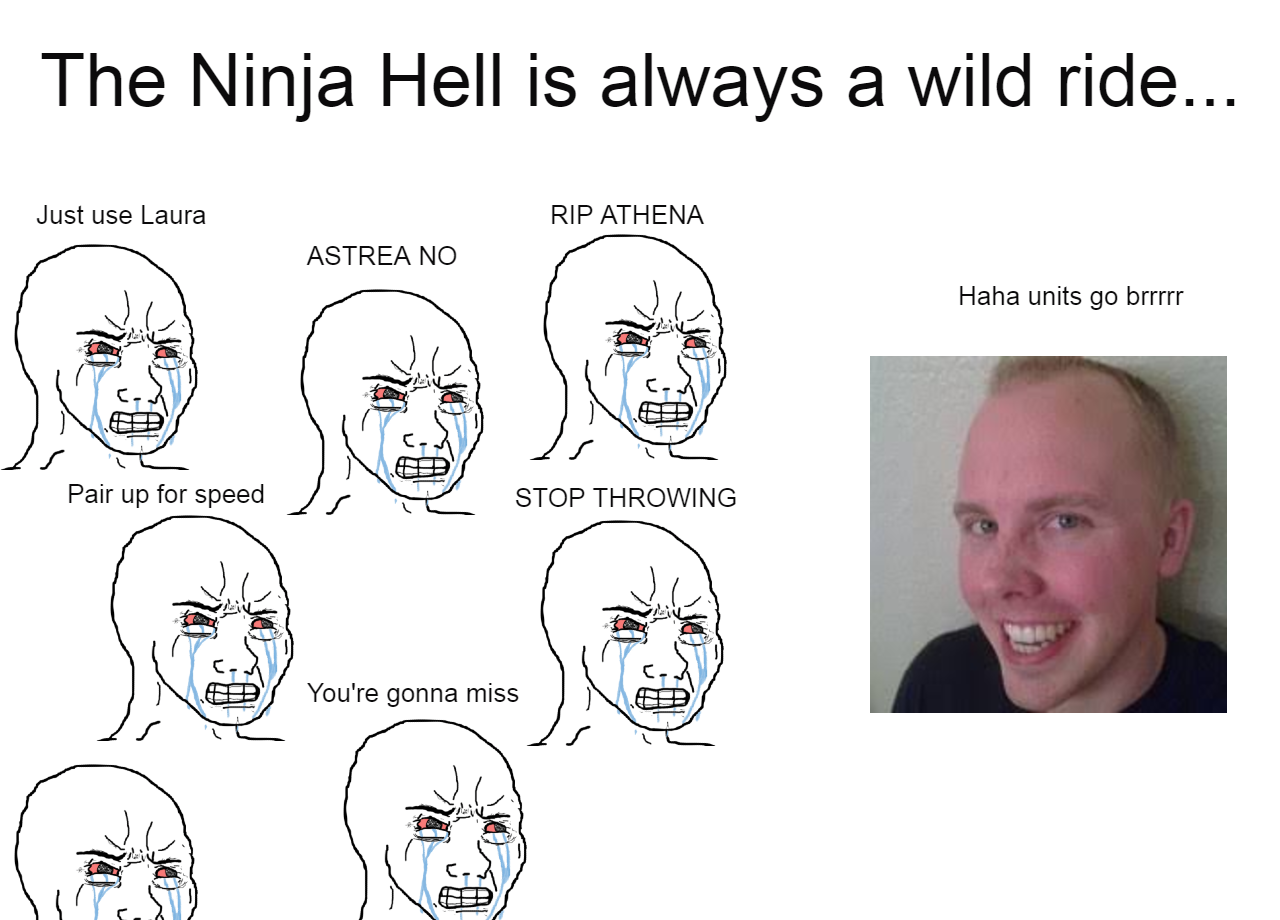 The Ninja Hell is always a wild ride...
Just use Laura
ASTREA NO
RIP ATHENA
Haha units go brrrrr
Pair up for speed
STOP THROWING
You're gonna miss